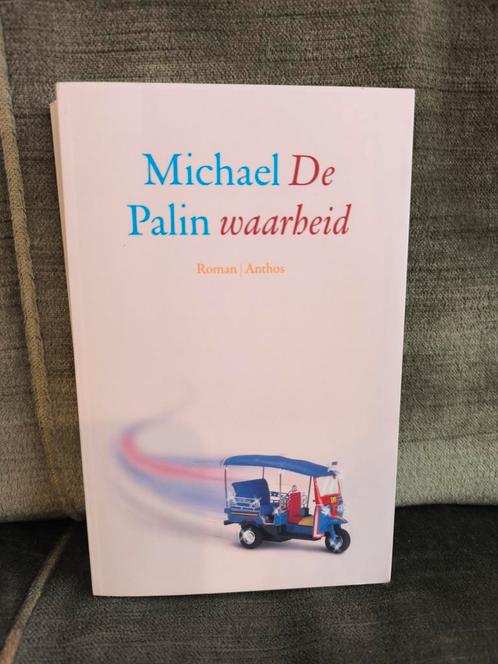 Michael De
Palin waarheid
Roman | Anthos